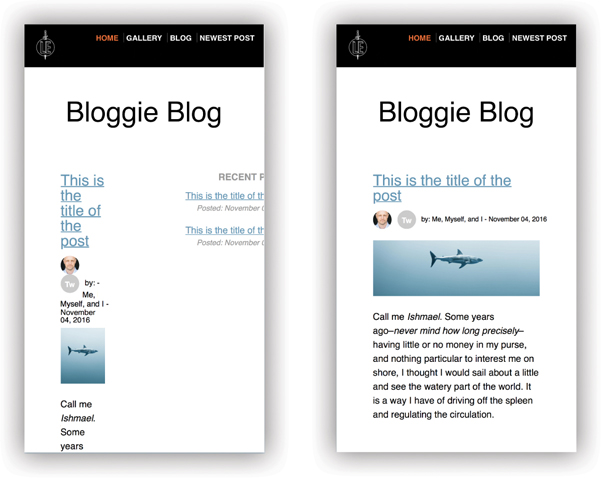 HOME GALLERY BLOG NEWEST POST
Bloggie Blog
This is
the
title of
the
post
Tw by: -
Me,
Myself, and I -
November
04, 2016
Call me
Ishmael.
Some
years
RECENT P
This is the title of th
Posted: November 0
This is the title of th
Posted: November 0
HOME GALLERY BLOG NEWEST POST
Bloggie Blog
This is the title of the
post
Tw by: Me, Myself, and I - November 04, 2016
Call me Ishmael. Some years
ago–never mind how long precisely–
having little or no money in my purse,
and nothing particular to interest me on
shore, I thought I would sail about a little
and see the watery part of the world. It
is a way I have of driving off the spleen
and regulating the circulation.